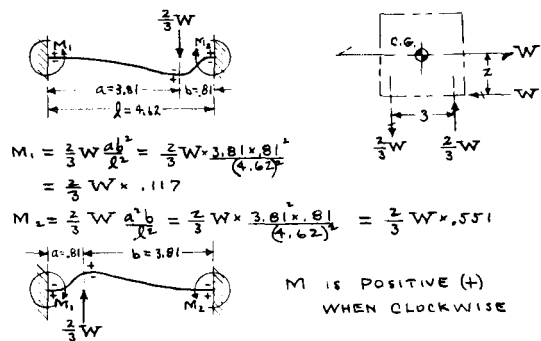 2/3 W
M₁ M₂
+ - - +
a=3.81 b=.81
l = 4.62
C.G.
W
2
W
3
2/3 W 2/3 W
M₁ = 2/3 W ab²/l² = 2/3 W × 3.81 × .81²/(4.62)²
= 2/3 W × .117
M₂ = 2/3 W a²b/l² = 2/3 W × 3.81² × .81/(4.62)² = 2/3 W × .551
a=.81 b = 3.81
+ +
- + M₁ M₂ - +
2/3 W
M IS POSITIVE (+)
WHEN CLOCKWISE